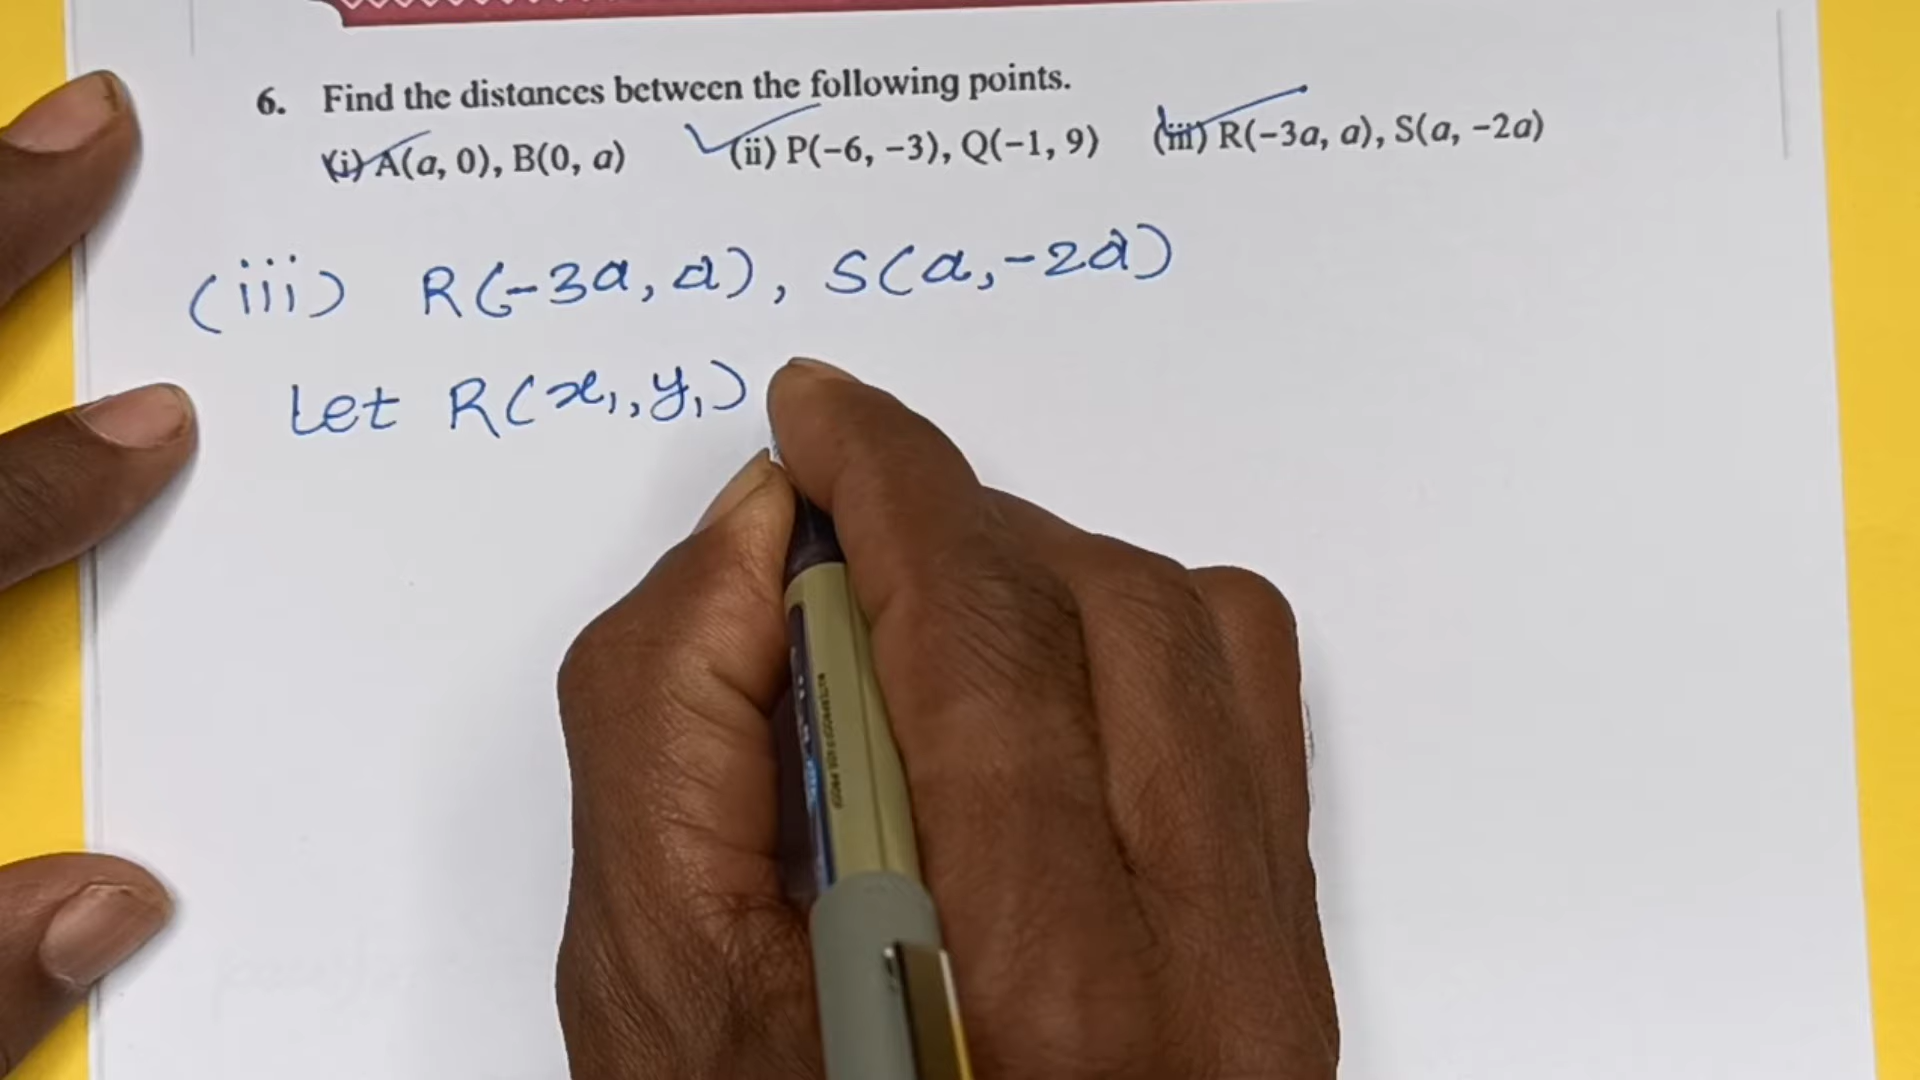 6. Find the distances between the following points.
(i) A(a, 0), B(0, a) (ii) P(−6, −3), Q(−1, 9) (iii) R(−3a, a), S(a, −2a)
(iii) R(-3a, a), S(a, -2a)
Let R(x₁, y₁)